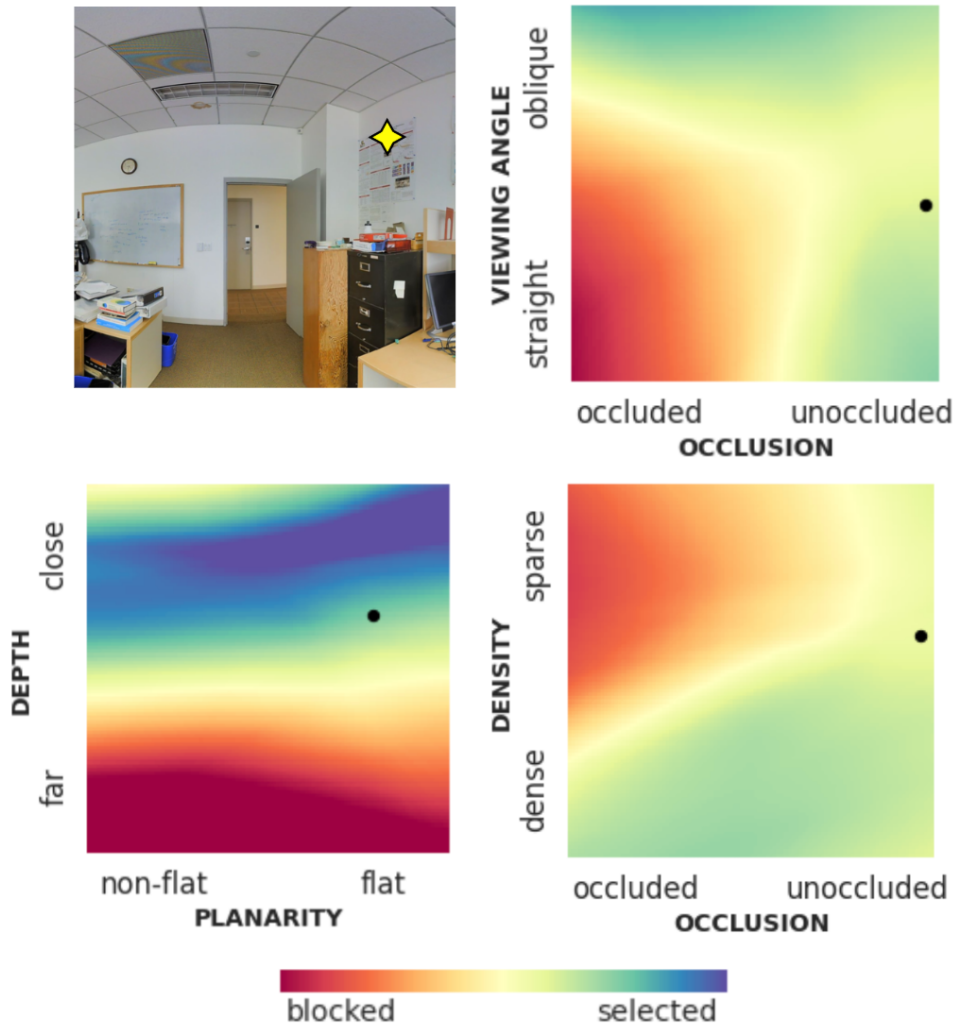 VIEWING ANGLE
oblique
straight
occluded unoccluded
OCCLUSION
DEPTH
close
far
non-flat flat
PLANARITY
DENSITY
sparse
dense
occluded unoccluded
OCCLUSION
blocked selected